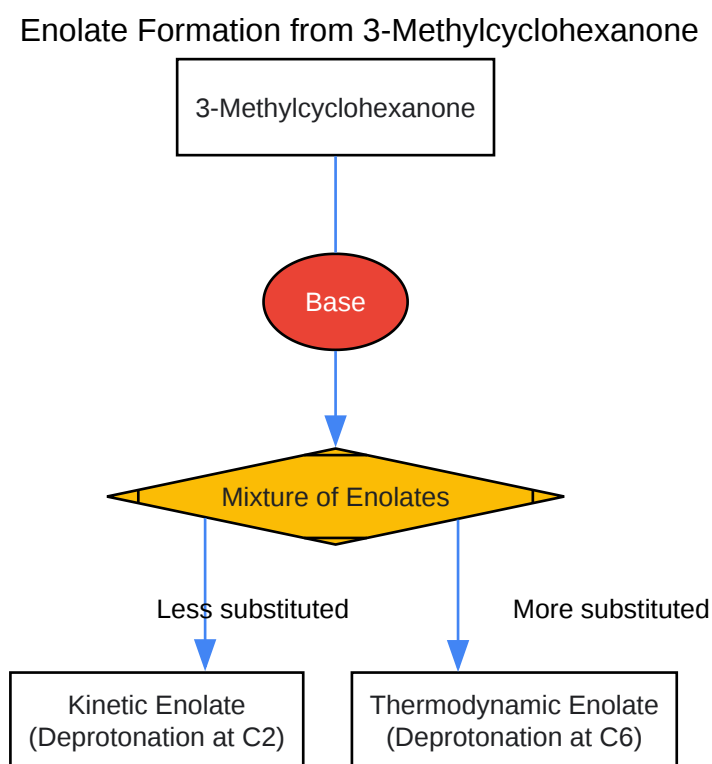 Enolate Formation from 3-Methylcyclohexanone
3-Methylcyclohexanone
Base
Mixture of Enolates
Less substituted
More substituted
Kinetic Enolate
(Deprotonation at C2)
Thermodynamic Enolate
(Deprotonation at C6)